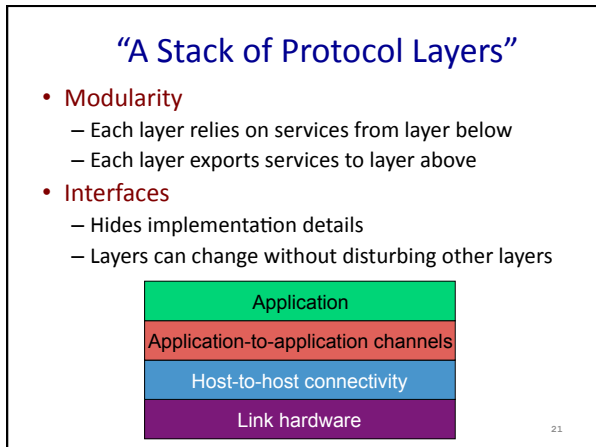 “A Stack of Protocol Layers”
• Modularity
– Each layer relies on services from layer below
– Each layer exports services to layer above
• Interfaces
– Hides implementation details
– Layers can change without disturbing other layers
Application
Application-to-application channels
Host-to-host connectivity
Link hardware
21